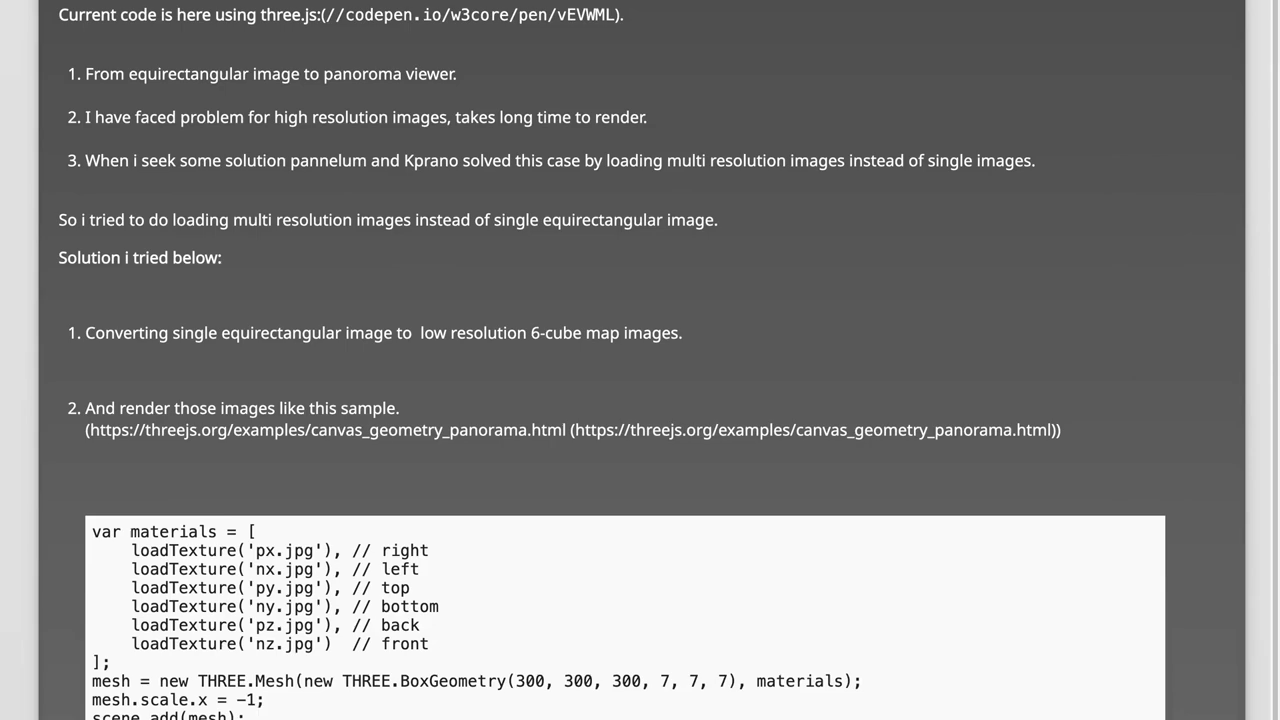 Current code is here using three.js:(//codepen.io/w3core/pen/vEVWML).
1. From equirectangular image to panoroma viewer.
2. I have faced problem for high resolution images, takes long time to render.
3. When i seek some solution pannelum and Kprano solved this case by loading multi resolution images instead of single images.
So i tried to do loading multi resolution images instead of single equirectangular image.
Solution i tried below:
1. Converting single equirectangular image to  low resolution 6-cube map images.
2. And render those images like this sample.
(https://threejs.org/examples/canvas_geometry_panorama.html (https://threejs.org/examples/canvas_geometry_panorama.html))
var materials = [
    loadTexture('px.jpg'), // right
    loadTexture('nx.jpg'), // left
    loadTexture('py.jpg'), // top
    loadTexture('ny.jpg'), // bottom
    loadTexture('pz.jpg'), // back
    loadTexture('nz.jpg')  // front
];
mesh = new THREE.Mesh(new THREE.BoxGeometry(300, 300, 300, 7, 7, 7), materials);
mesh.scale.x = -1;
scene.add(mesh);